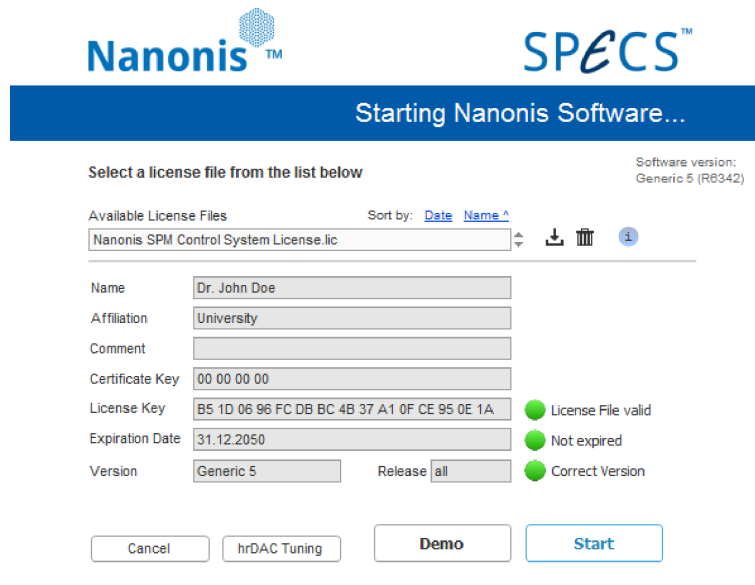 Nanonis™
SPECS™
Starting Nanonis Software...
Select a license file from the list below
Software version:
Generic 5 (R6342)
Available License Files Sort by: Date Name ^
Nanonis SPM Control System License.lic
i
Name Dr. John Doe
Affiliation University
Comment
Certificate Key 00 00 00 00
License Key B5 1D 06 96 FC DB BC 4B 37 A1 0F CE 95 0E 1A License File valid
Expiration Date 31.12.2050 Not expired
Version Generic 5 Release all Correct Version
Cancel hrDAC Tuning Demo Start